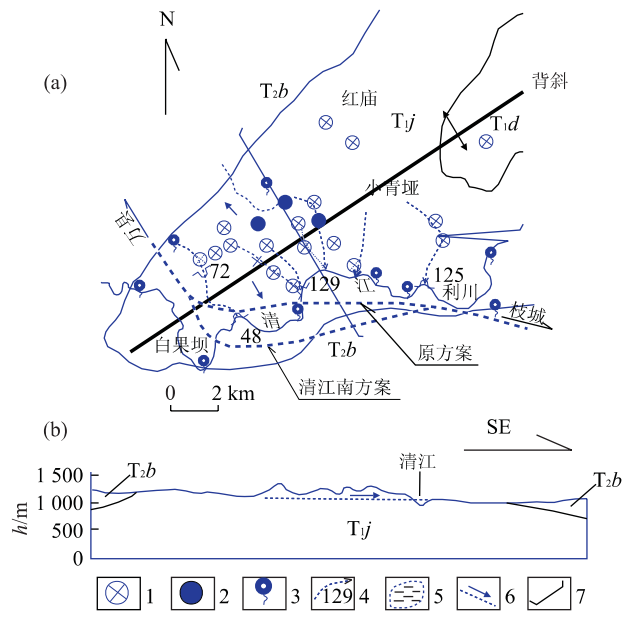 N
(a)
T₂b
红庙
背斜
T₁j
T₁d
小青垭
万县
72
129
江
125
利川
清
枝城
48
白果坝
T₂b
原方案
清江南方案
0 2 km
(b)
SE
清江
1 500
T₂b
T₂b
1 000
h/m
500
T₁j
0
1 2 3 129 4 5 6 7